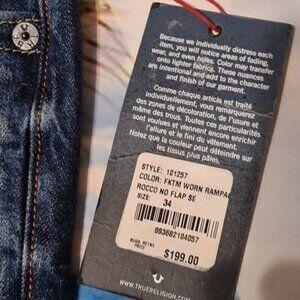 Because we individually distress each
item, you will notice areas of fading,
wear, and even holes. Color may transfer
onto lighter fabrics. These nuances
are intentional and add to the character
and finish of our garment.
Comme chaque article est traité
individuellement, vous remarquerez
des zones de décoloration, de l'usure et
même des trous. Toutes ces particularités
sont voulues et viennent encore enrichir
l'allure et le fini du vêtement.
Notez que la couleur peut déteindre sur
les tissus plus pâles.
STYLE: 101257
COLOR: FKTM WORN RAMPA
ROCCO NO FLAP SE
SIZE:
34
883682104057
SUGG. RETAIL
PRICE
$199.00
WWW.TRUERELIGION.COM